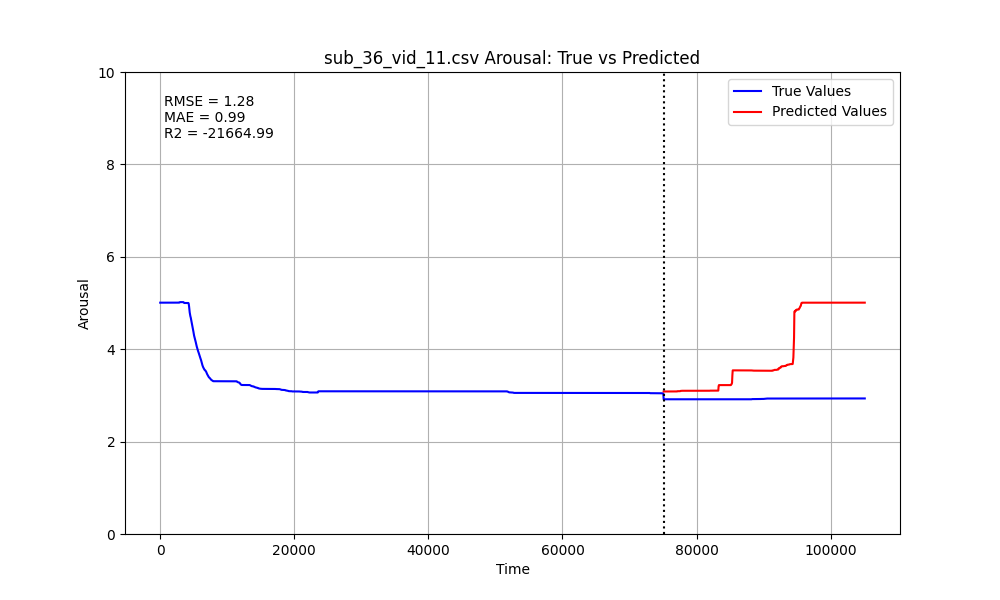 sub_36_vid_11.csv Arousal: True vs Predicted
RMSE = 1.28
MAE = 0.99
R2 = -21664.99
True Values
Predicted Values
10
8
6
4
2
0
Arousal
0
20000
40000
60000
80000
100000
Time